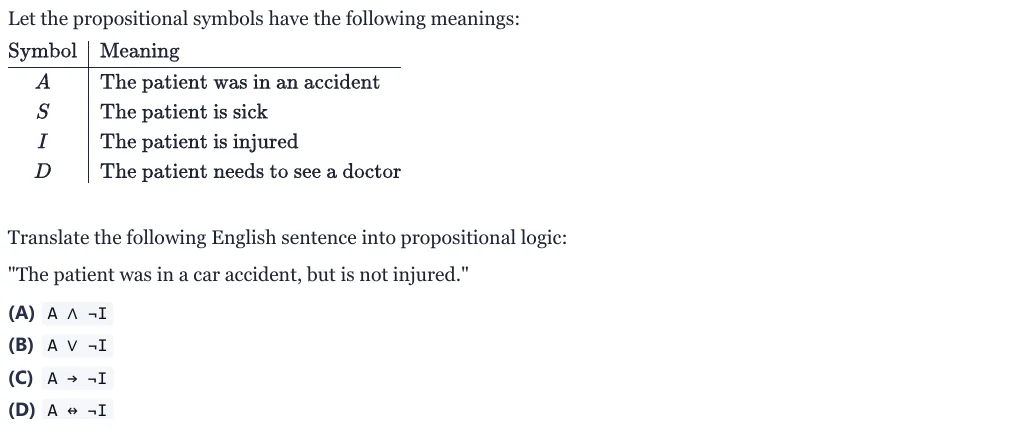 Let the propositional symbols have the following meanings:
Symbol Meaning
A The patient was in an accident
S The patient is sick
I The patient is injured
D The patient needs to see a doctor
Translate the following English sentence into propositional logic:
"The patient was in a car accident, but is not injured."
(A) A ∧ ¬I
(B) A ∨ ¬I
(C) A → ¬I
(D) A ↔ ¬I